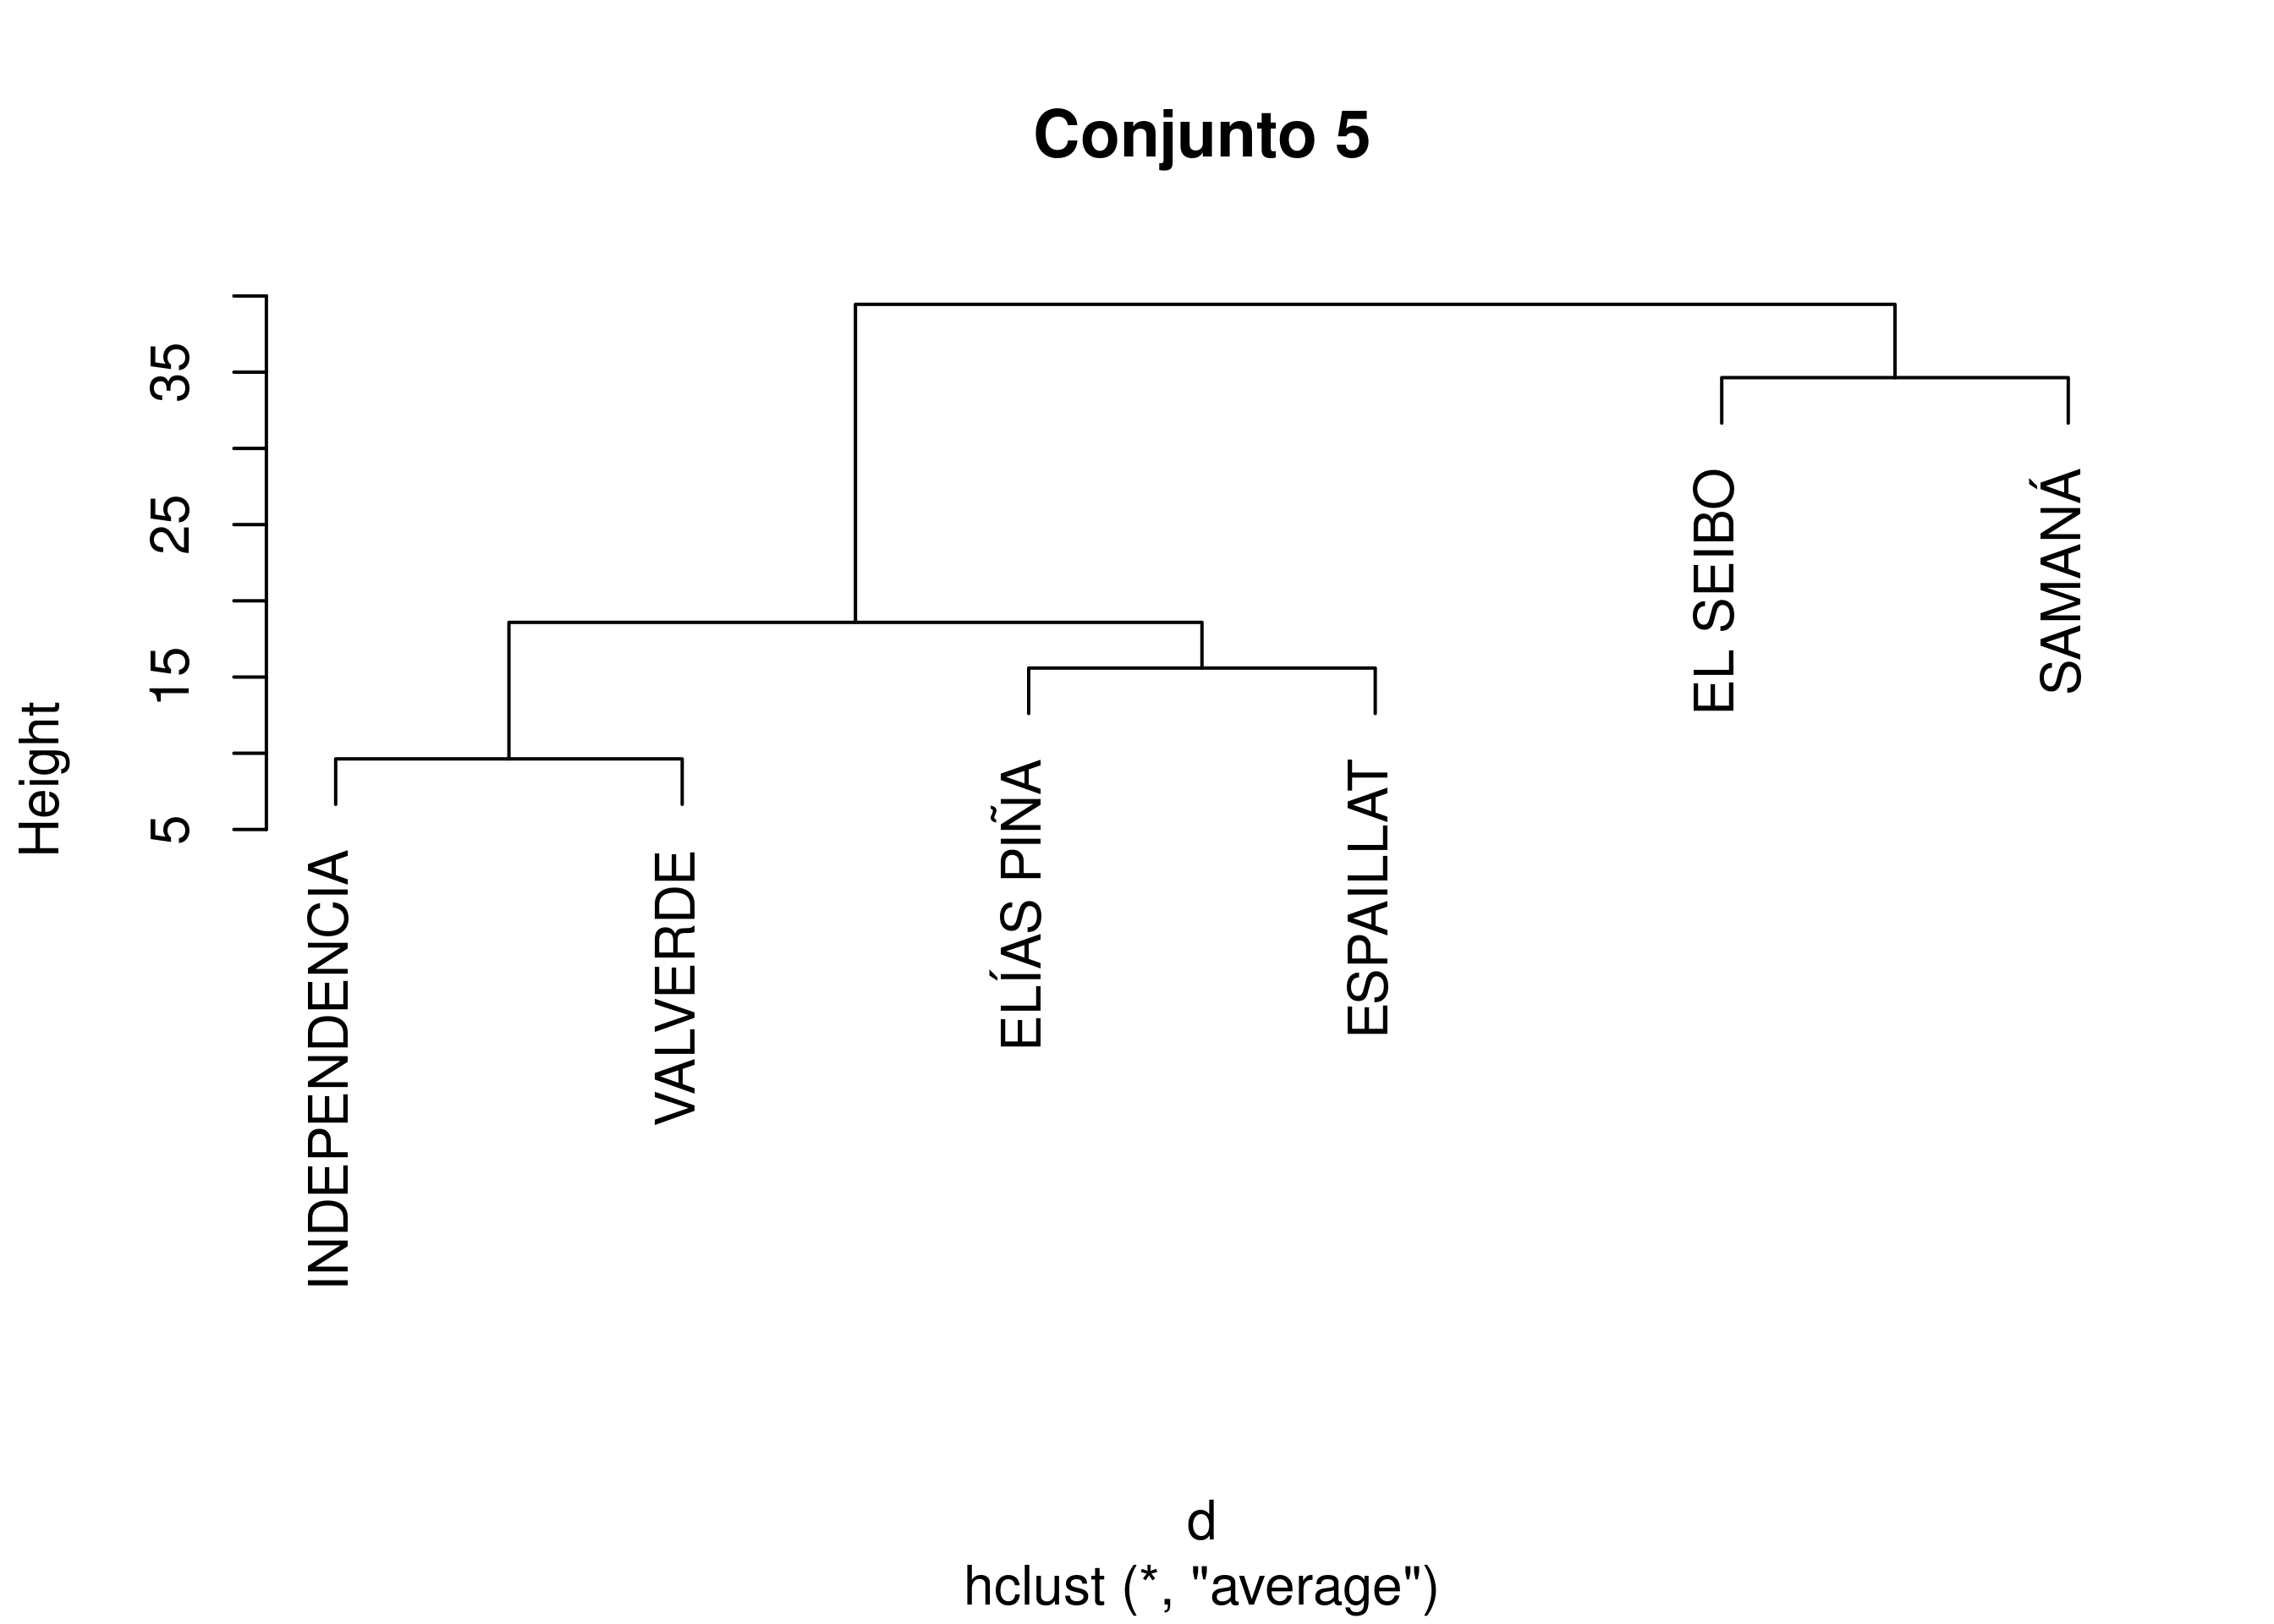 Conjunto 5
Height
35
25
15
5
INDEPENDENCIA
VALVERDE
ELÍAS PIÑA
ESPAILLAT
EL SEIBO
SAMANÁ
d
hclust (*, "average")